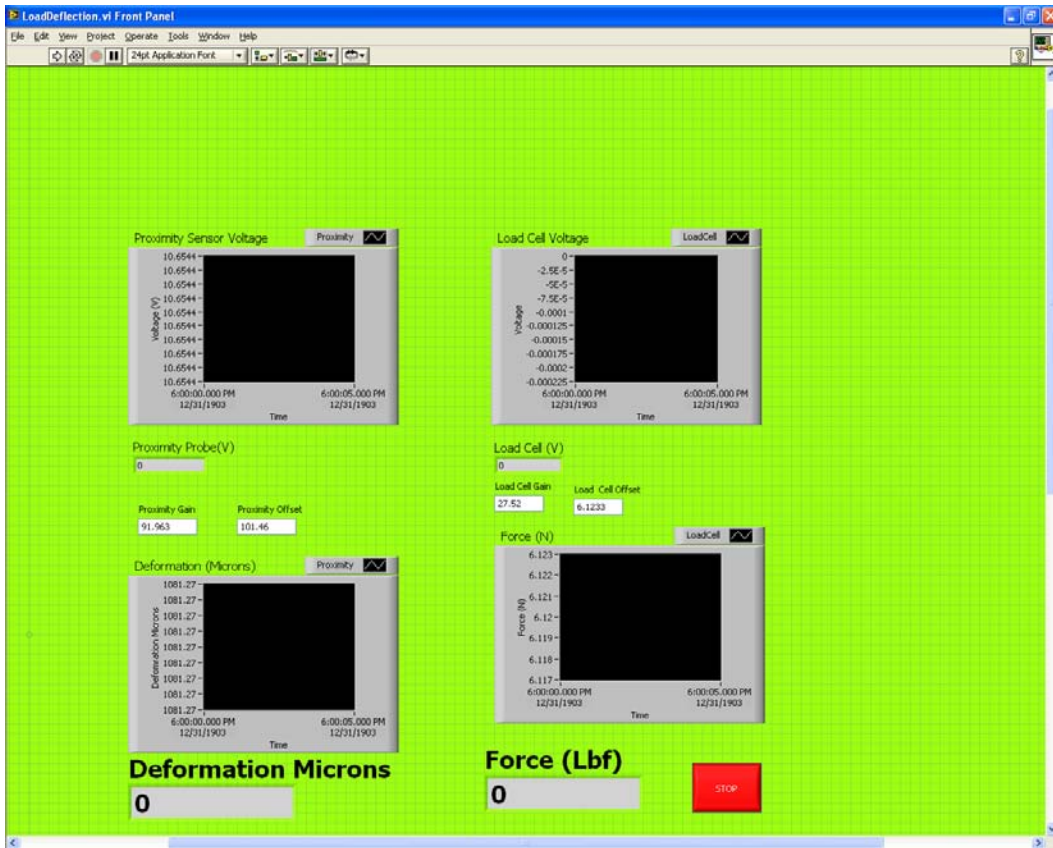 LoadDeflection.vi Front Panel
File Edit View Project Operate Tools Window Help
24pt Application Font
Proximity Sensor Voltage Proximity
10.6544
10.6544
10.6544
10.6544
10.6544
10.6544
10.6544
10.6544
10.6544
10.6544
Voltage (V)
6:00:00.000 PM 6:00:05.000 PM
12/31/1903 12/31/1903
Time
Load Cell Voltage LoadCell
0
-2.5E-5
-5E-5
-7.5E-5
-0.0001
-0.000125
-0.00015
-0.000175
-0.0002
-0.000225
Voltage
6:00:00.000 PM 6:00:05.000 PM
12/31/1903 12/31/1903
Time
Proximity Probe(V)
0
Load Cell (V)
0
Proximity Gain Proximity Offset
91.963 101.46
Load Cell Gain Load Cell Offset
27.52 6.1233
Deformation (Microns) Proximity
1081.27
1081.27
1081.27
1081.27
1081.27
1081.27
1081.27
1081.27
1081.27
Deformration Microns
6:00:00.000 PM 6:00:05.000 PM
12/31/1903 12/31/1903
Time
Force (N) LoadCell
6.123
6.122
6.121
6.12
6.119
6.118
6.117
Force (N)
6:00:00.000 PM 6:00:05.000 PM
12/31/1903 12/31/1903
Time
Deformation Microns
0
Force (Lbf)
0
STOP